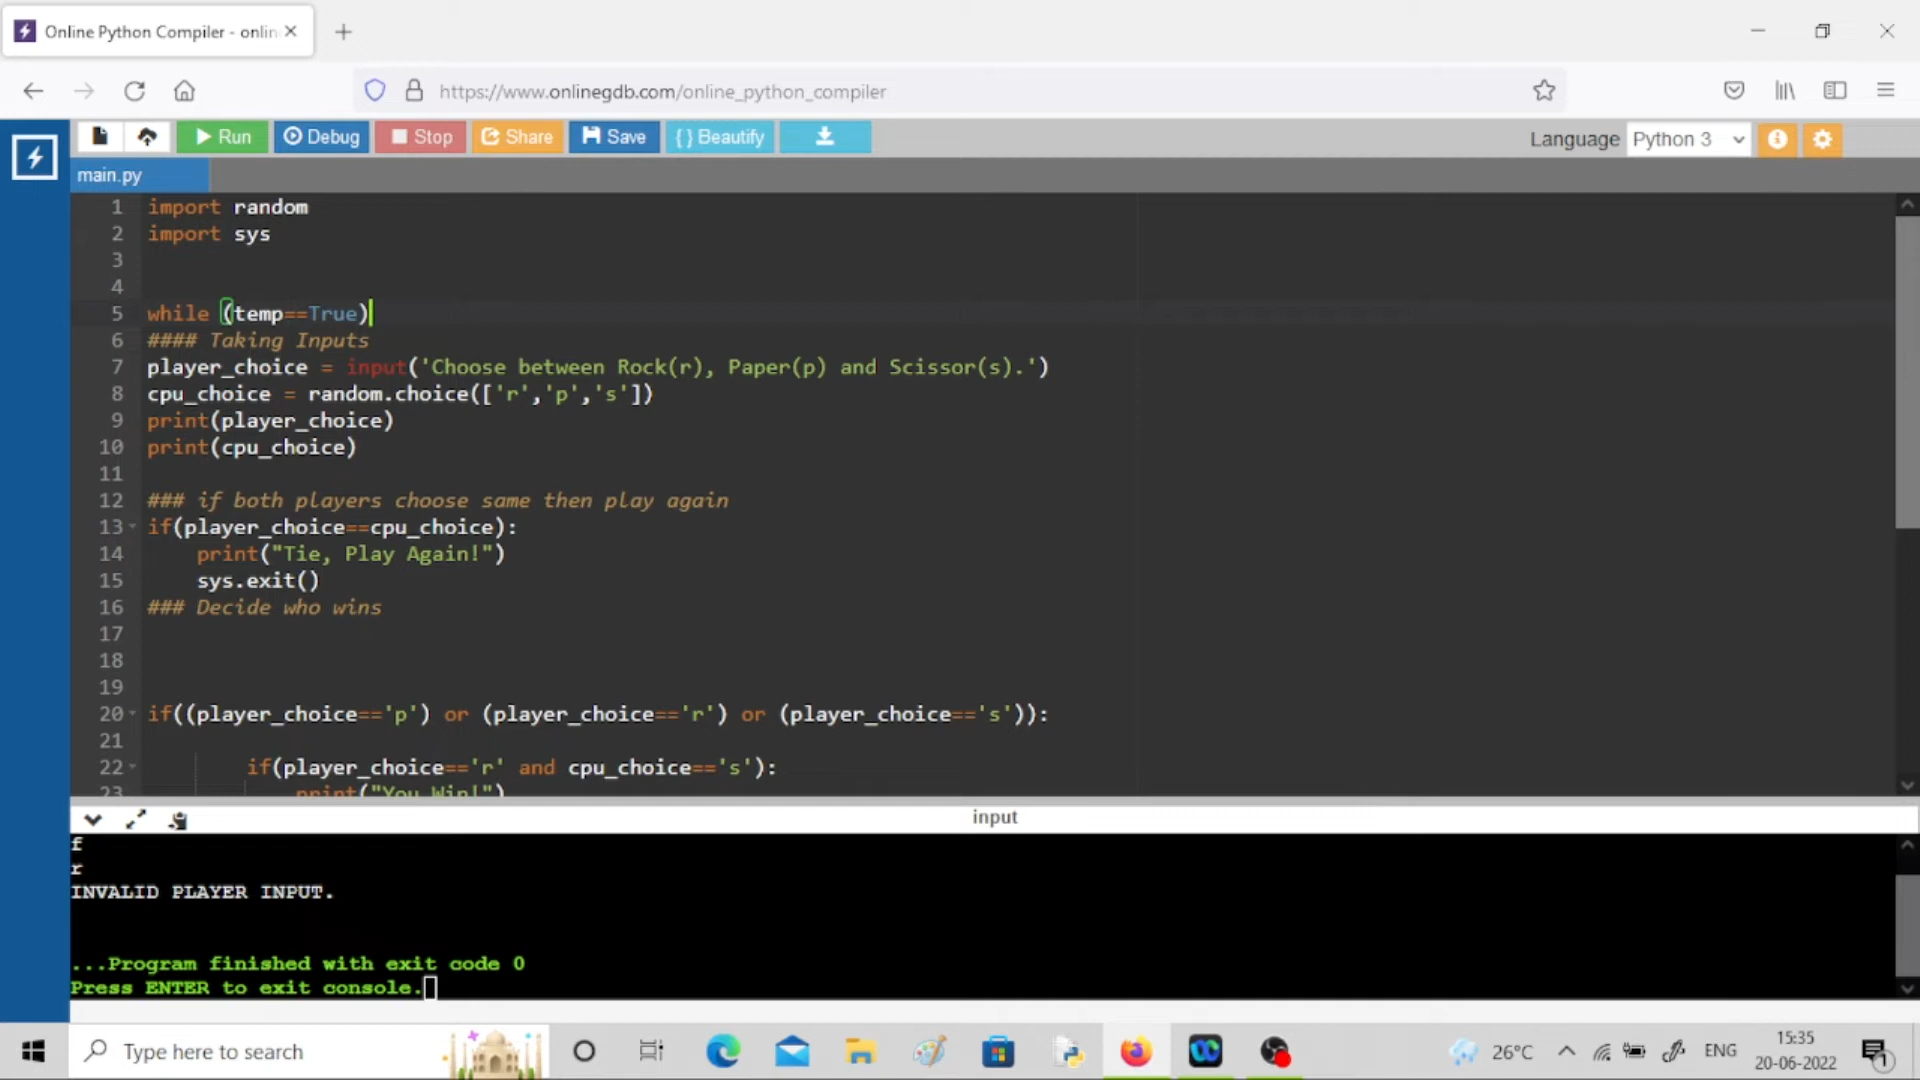 Online Python Compiler - onlin
https://www.onlinegdb.com/online_python_compiler
Run Debug Stop Share Save { } Beautify
Language Python 3
main.py
1 import random
2 import sys
3
4
5 while (temp==True)
6 #### Taking Inputs
7 player_choice = input('Choose between Rock(r), Paper(p) and Scissor(s).')
8 cpu_choice = random.choice(['r','p','s'])
9 print(player_choice)
10 print(cpu_choice)
11
12 ### if both players choose same then play again
13 if(player_choice==cpu_choice):
14 print("Tie, Play Again!")
15 sys.exit()
16 ### Decide who wins
17
18
19
20 if((player_choice=='p') or (player_choice=='r') or (player_choice=='s')):
21
22 if(player_choice=='r' and cpu_choice=='s'):
23 print("You Win!")
input
f
r
INVALID PLAYER INPUT.
...Program finished with exit code 0
Press ENTER to exit console.
Type here to search
26°C
ENG
15:35
20-06-2022
1